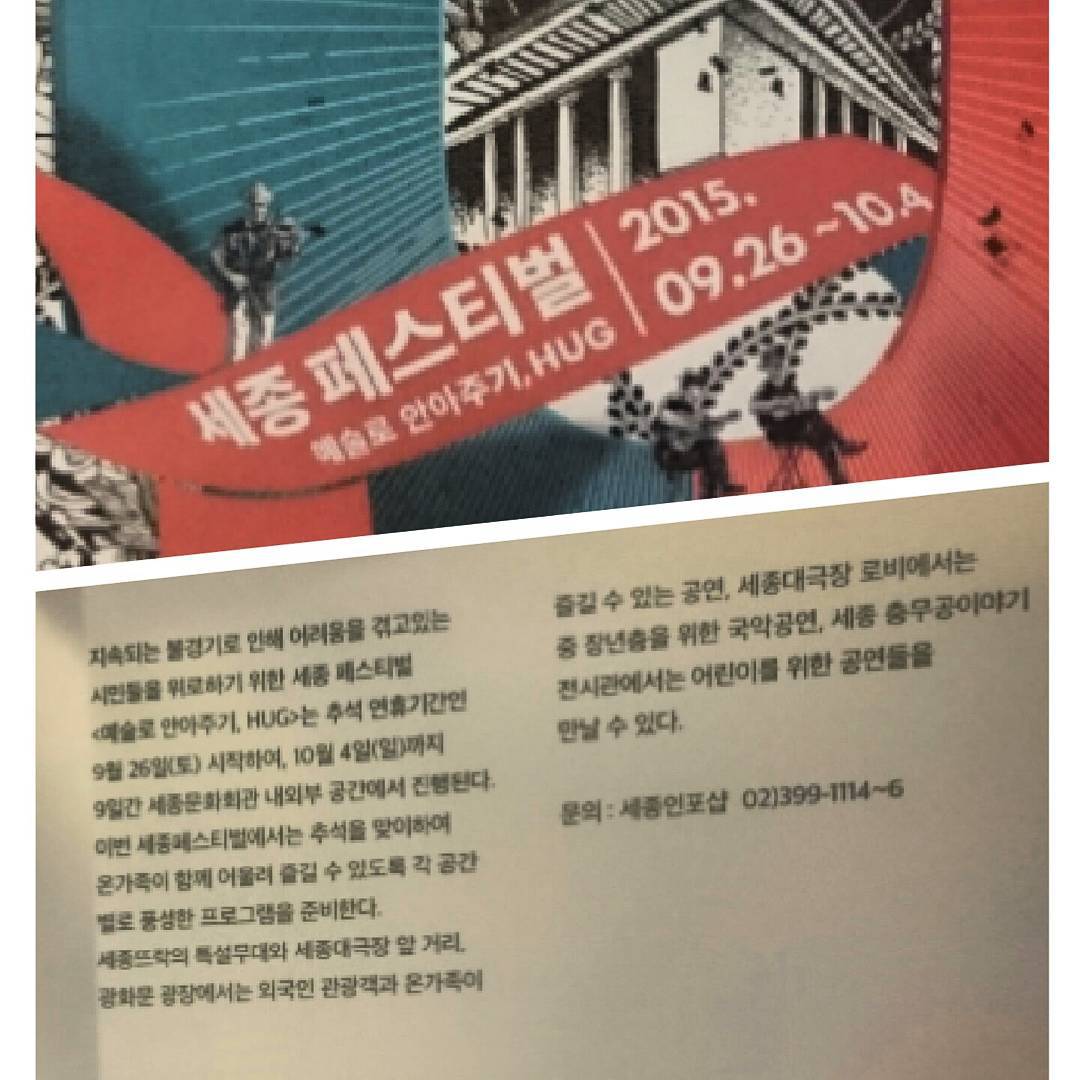 세종 페스티벌
예술로 안아주기, HUG
2015.
09.26 ~10.4
지속되는 불경기로 인해 어려움을 겪고있는
시민들을 위로하기 위한 세종 페스티벌
<예술로 안아주기, HUG>는 추석 연휴기간인
9월 26일(토) 시작하여, 10월 4일(일)까지
9일간 세종문화회관 내외부 공간에서 진행된다.
이번 세종페스티벌에서는 추석을 맞이하여
온가족이 함께 어울려 즐길 수 있도록 각 공간
별로 풍성한 프로그램을 준비한다.
세종뜨락의 특설무대와 세종대극장 앞 거리,
광화문 광장에서는 외국인 관광객과 온가족이
즐길 수 있는 공연, 세종대극장 로비에서는
중 장년층을 위한 국악공연, 세종 충무공이야기
전시관에서는 어린이를 위한 공연들을
만날 수 있다.
문의 : 세종인포샵 02)399-1114~6